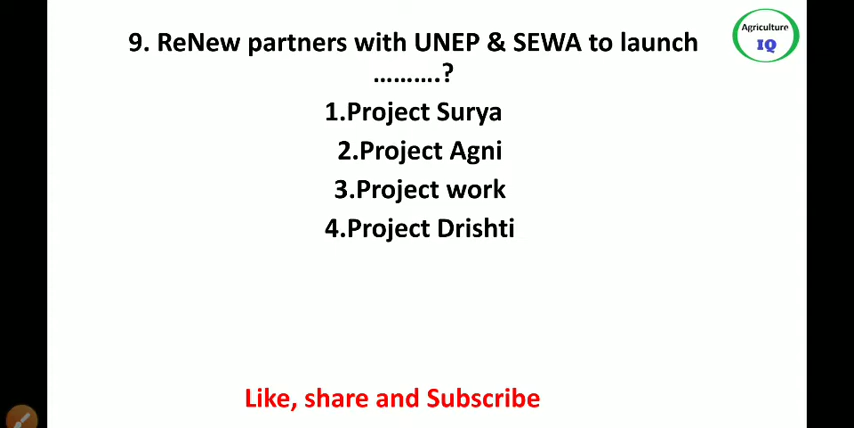 9. ReNew partners with UNEP & SEWA to launch
……….?
1.Project Surya
2.Project Agni
3.Project work
4.Project Drishti
Like, share and Subscribe
Agriculture
IQ